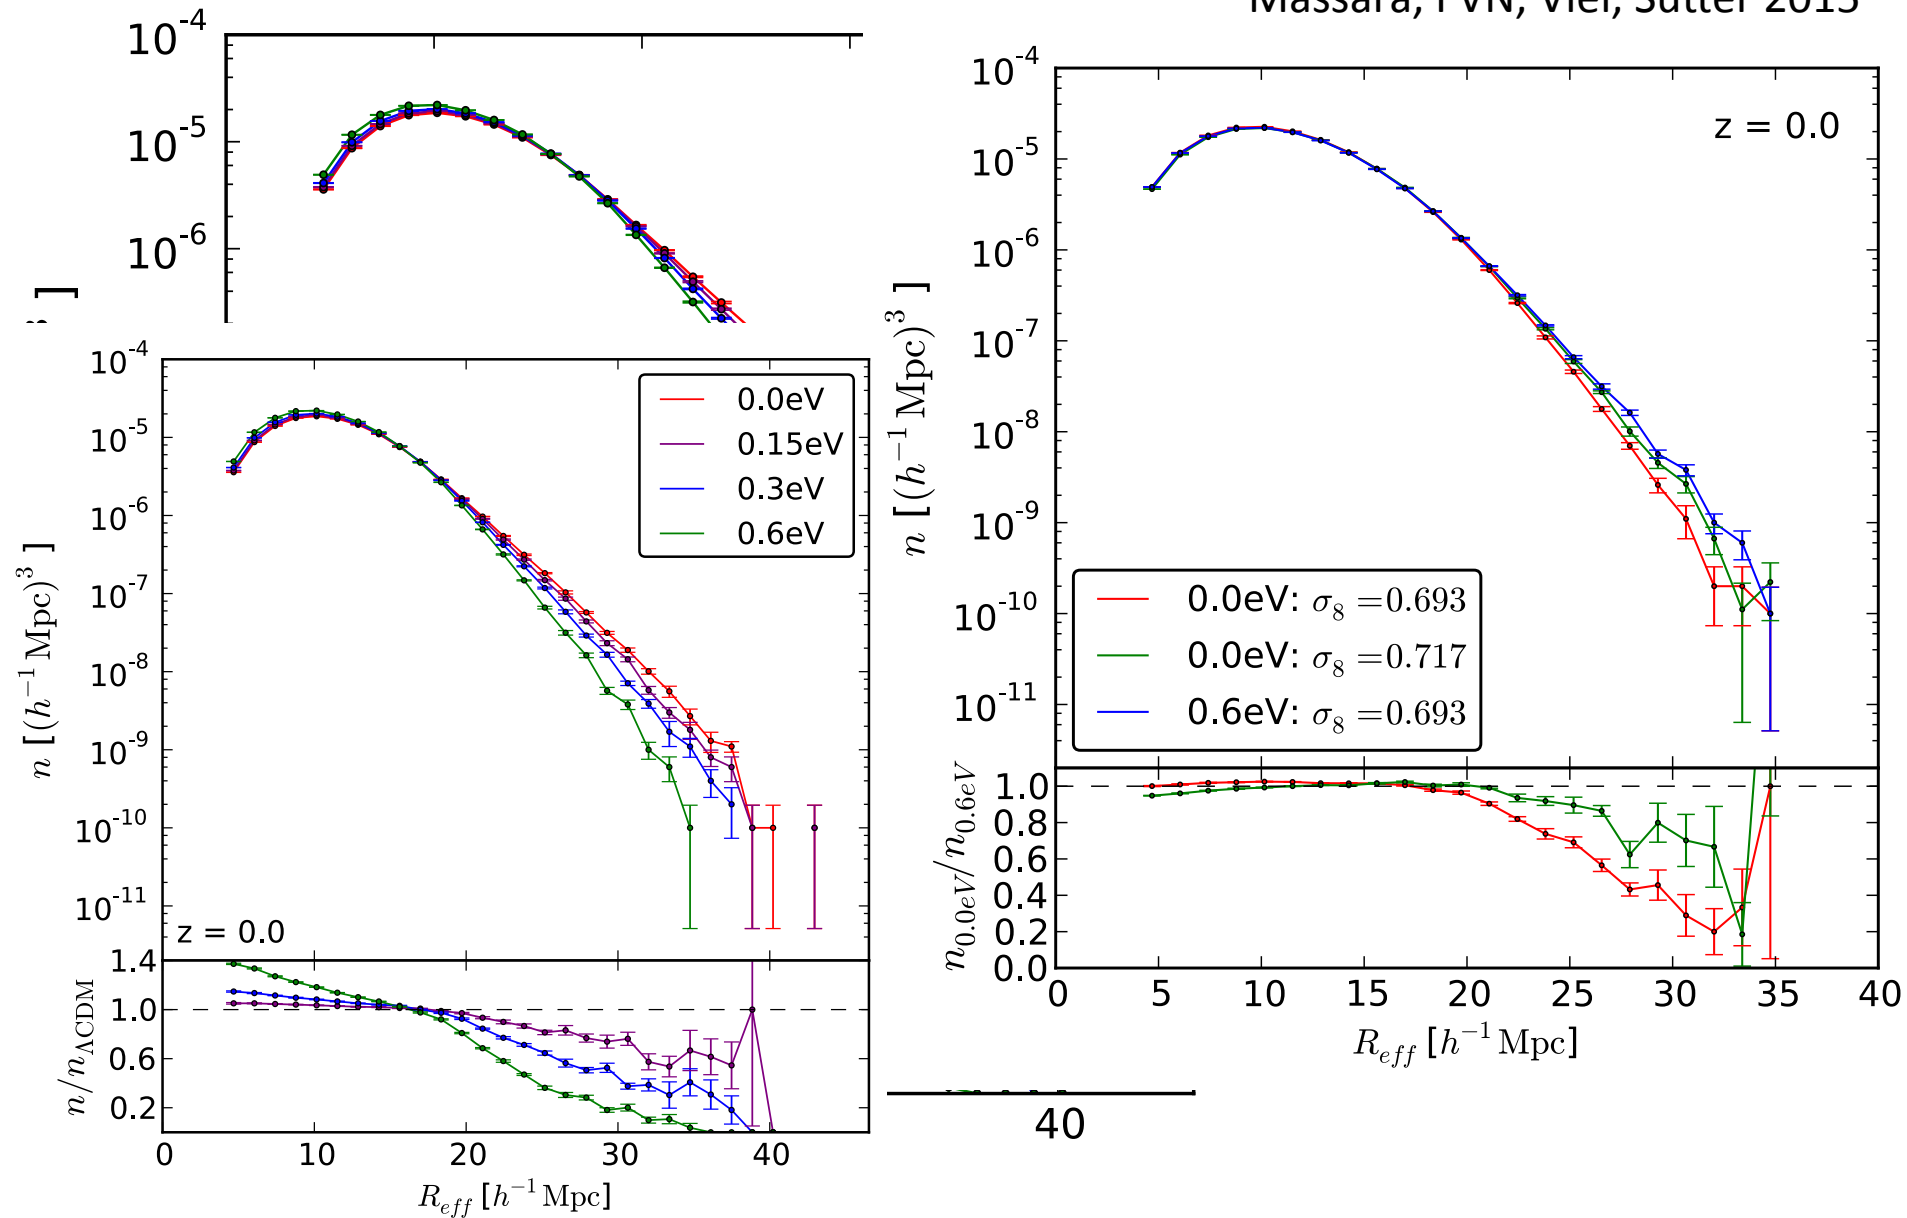 Massara, FVN, Viel, Sutter 2015
10^-4
10^-5
10^-6
3 ]
10^-4
10^-5
10^-6
10^-7
10^-8
10^-9
10^-10
10^-11
n [(h^-1 Mpc)^3 ]
0.0eV
0.15eV
0.3eV
0.6eV
z = 0.0
1.4
1.0
0.6
0.2
n/n_ΛCDM
0 10 20 30 40
R_eff [h^-1 Mpc]
10^-4
10^-5
10^-6
10^-7
10^-8
10^-9
10^-10
10^-11
n [(h^-1 Mpc)^3 ]
z = 0.0
0.0eV: σ_8 =0.693
0.0eV: σ_8 =0.717
0.6eV: σ_8 =0.693
1.0
0.8
0.6
0.4
0.2
0.0
n_0.0eV/n_0.6eV
0 5 10 15 20 25 30 35 40
R_eff [h^-1 Mpc]
40